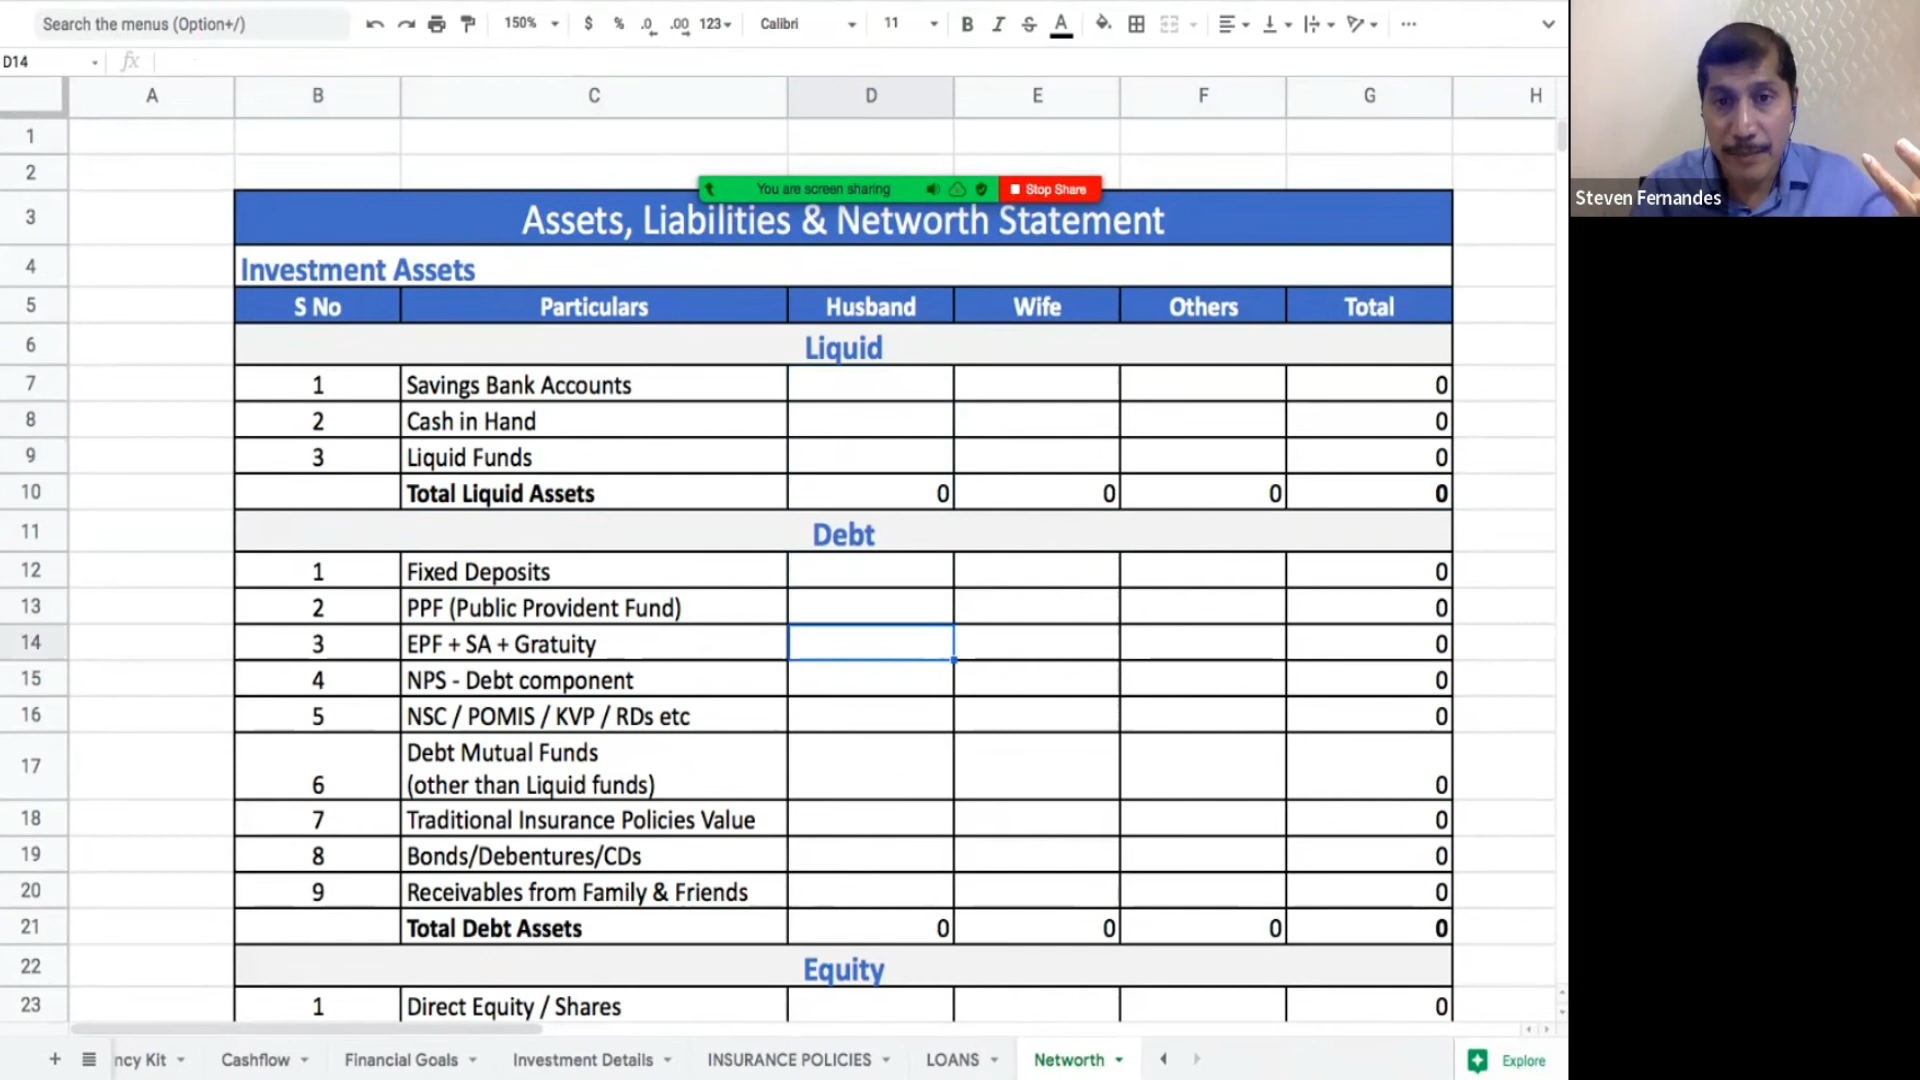 Search the menus (Option+/)
150%
$ % .0 .00 123
Calibri
11
B I S A
D14
fx
A B C D E F G H
1
2
You are screen sharing
Stop Share
3 Assets, Liabilities & Networth Statement
4 Investment Assets
5 S No Particulars Husband Wife Others Total
6 Liquid
7 1 Savings Bank Accounts 0
8 2 Cash in Hand 0
9 3 Liquid Funds 0
10 Total Liquid Assets 0 0 0 0
11 Debt
12 1 Fixed Deposits 0
13 2 PPF (Public Provident Fund) 0
14 3 EPF + SA + Gratuity 0
15 4 NPS - Debt component 0
16 5 NSC / POMIS / KVP / RDs etc 0
Debt Mutual Funds
17 6 (other than Liquid funds) 0
18 7 Traditional Insurance Policies Value 0
19 8 Bonds/Debentures/CDs 0
20 9 Receivables from Family & Friends 0
21 Total Debt Assets 0 0 0 0
22 Equity
23 1 Direct Equity / Shares 0
ncy Kit Cashflow Financial Goals Investment Details INSURANCE POLICIES LOANS Networth Explore
Steven Fernandes